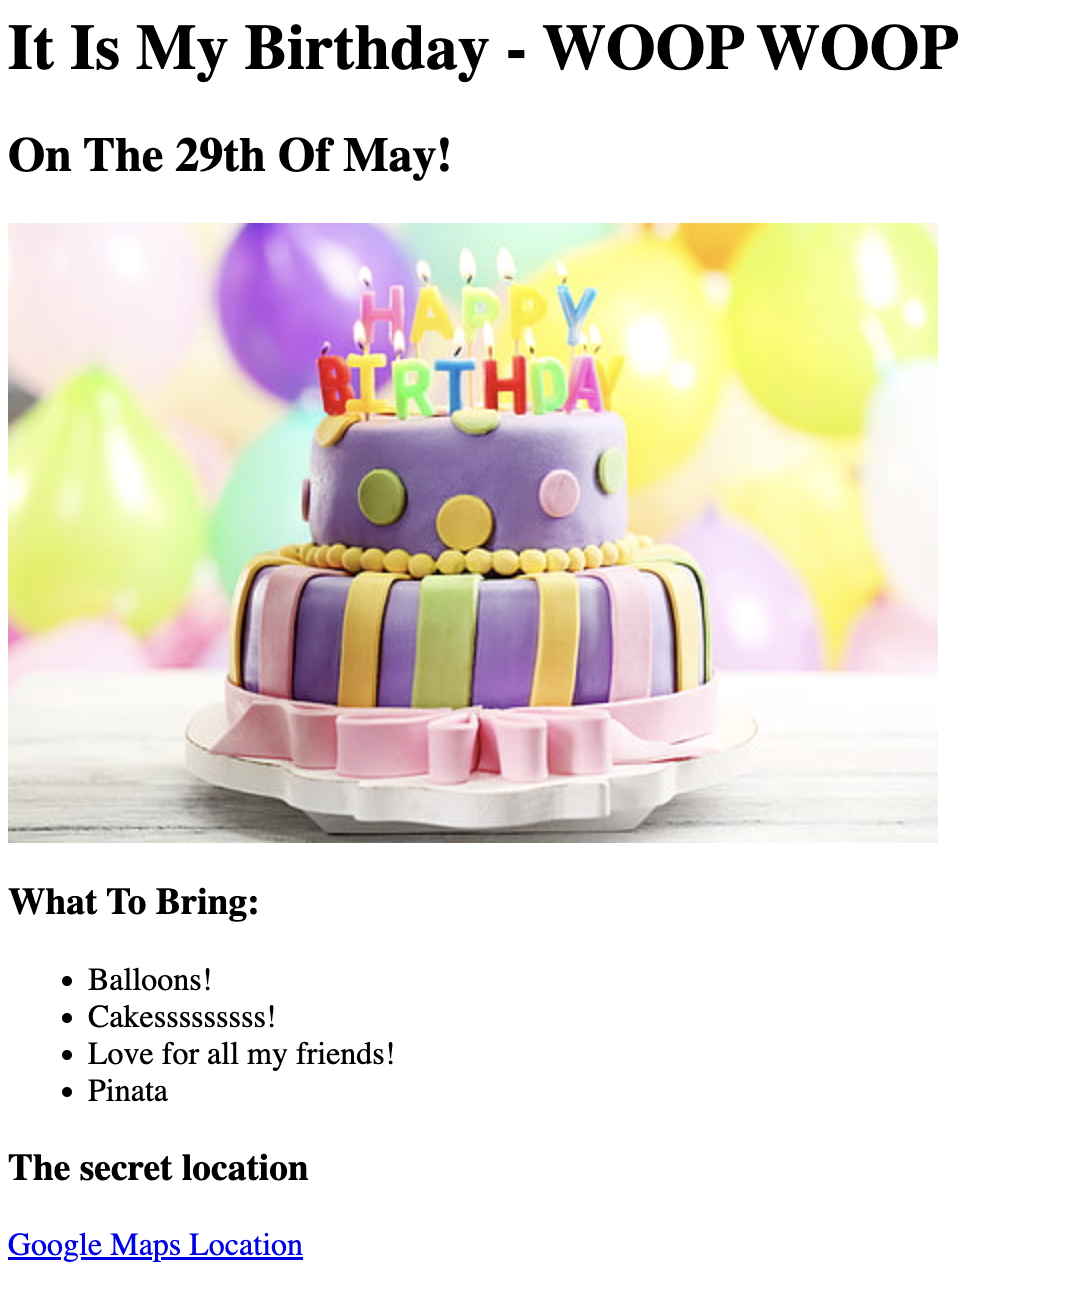 It Is My Birthday - WOOP WOOP
On The 29th Of May!
HAPPY
BIRTHDAY
What To Bring:
Balloons!
Cakesssssssss!
Love for all my friends!
Pinata
The secret location
Google Maps Location